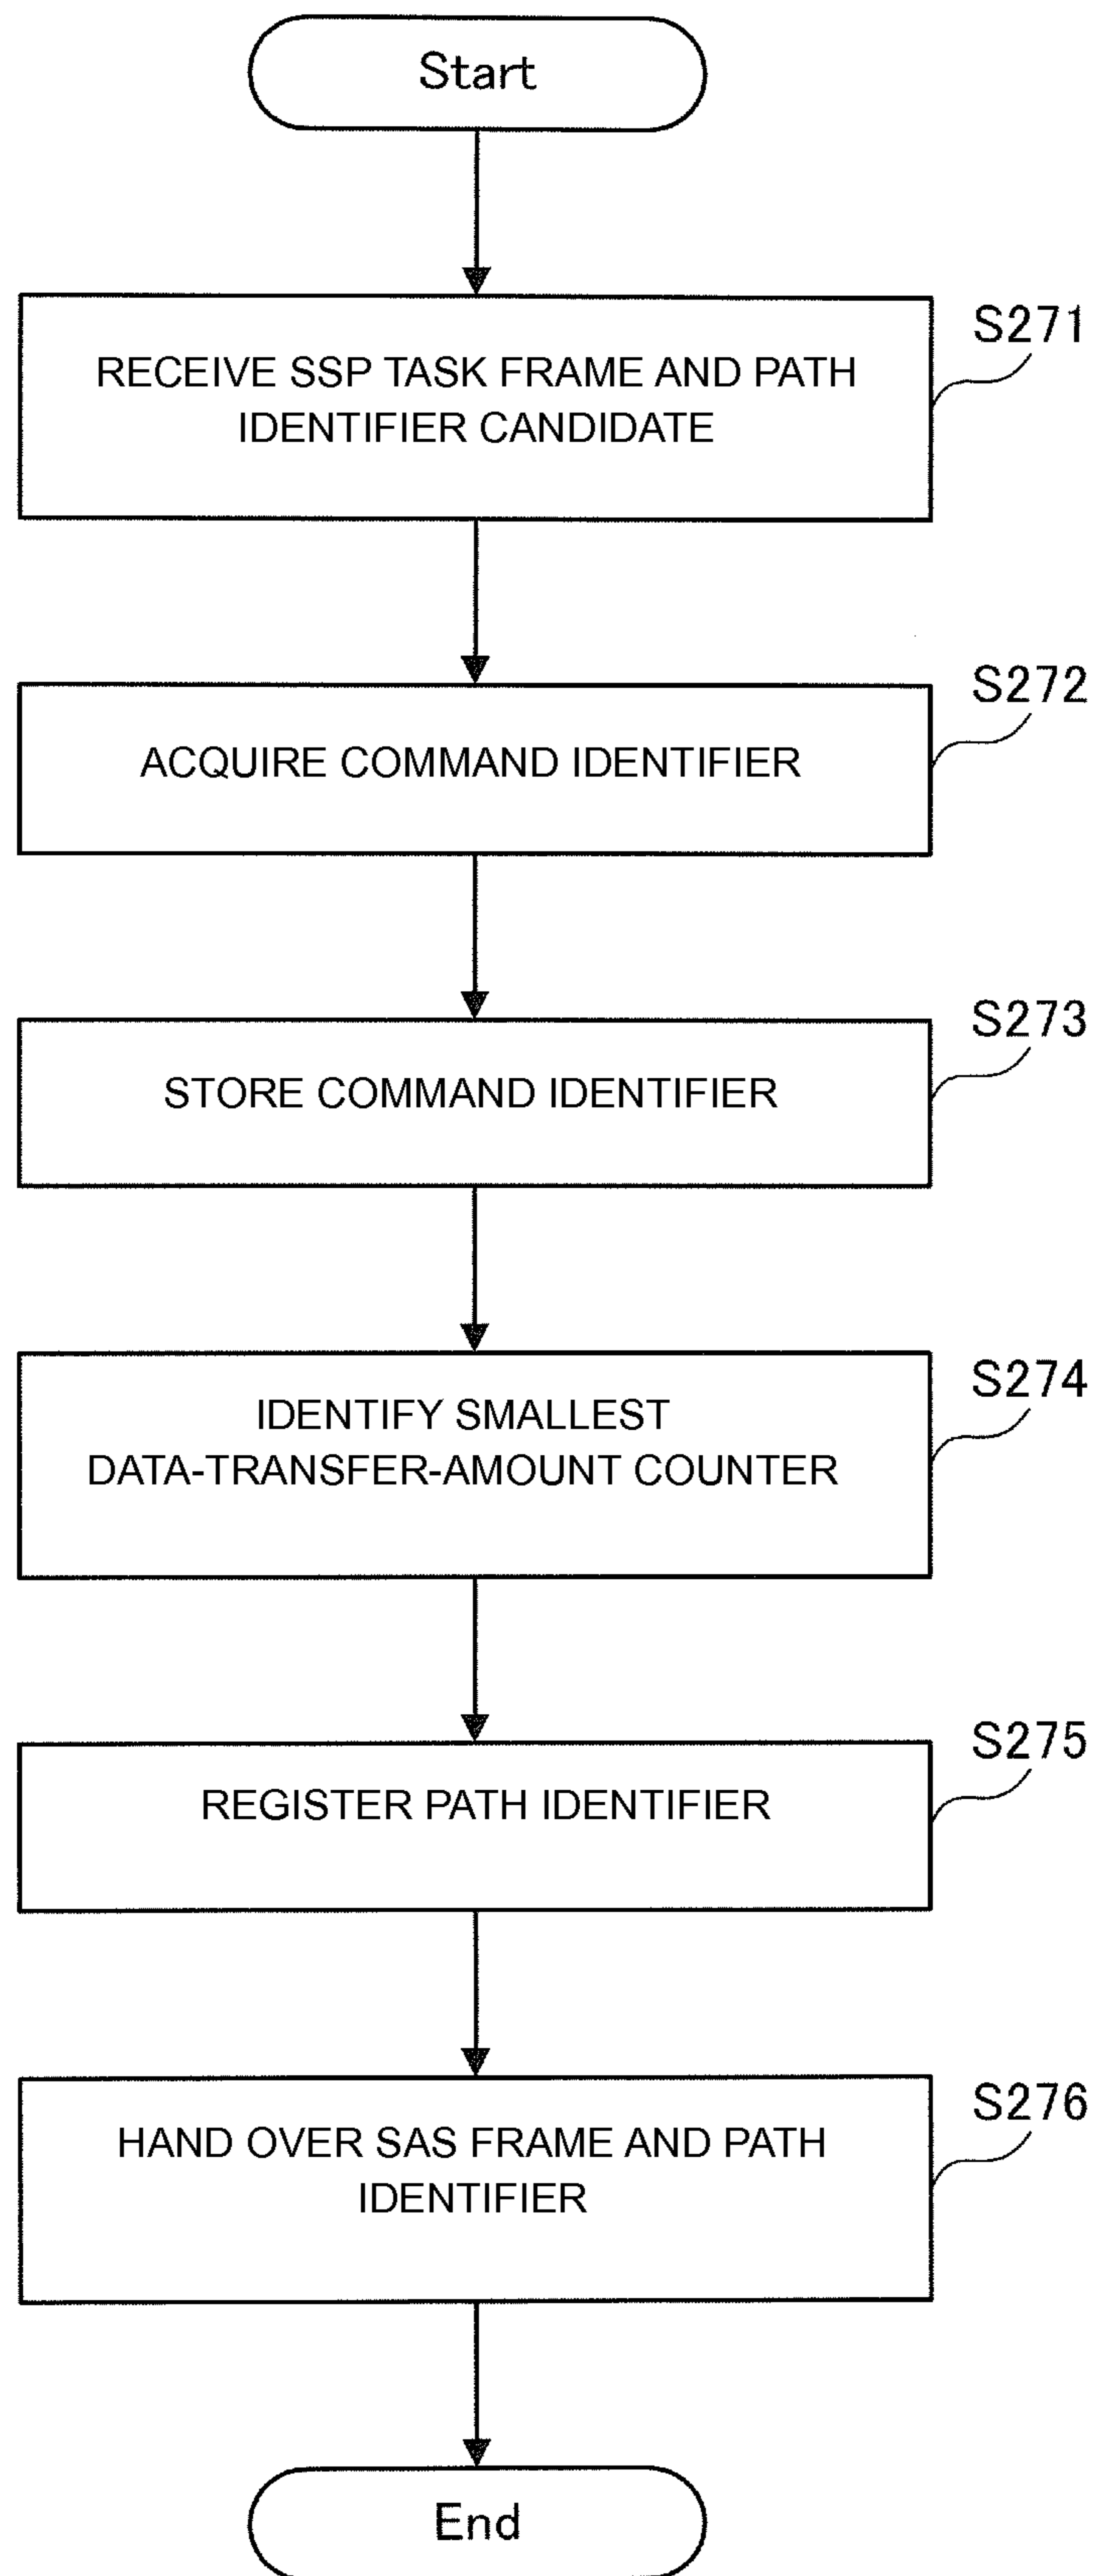 Start
S271
RECEIVE SSP TASK FRAME AND PATH
IDENTIFIER CANDIDATE
S272
ACQUIRE COMMAND IDENTIFIER
S273
STORE COMMAND IDENTIFIER
S274
IDENTIFY SMALLEST
DATA-TRANSFER-AMOUNT COUNTER
S275
REGISTER PATH IDENTIFIER
S276
HAND OVER SAS FRAME AND PATH
IDENTIFIER
End